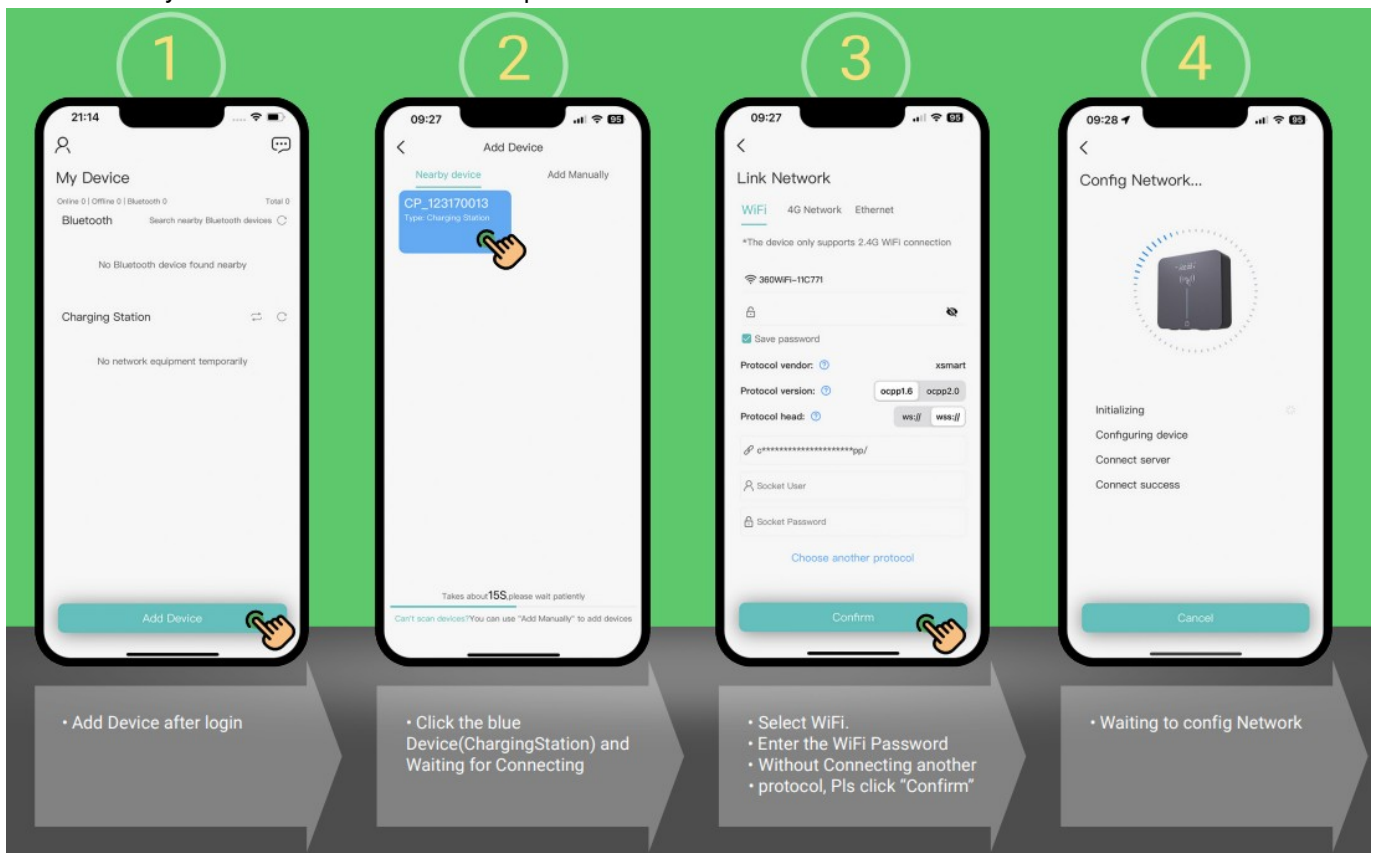 1
2
3
4
21:14
My Device
Online 0 | Offline 0 | Bluetooth 0 Total 0
Bluetooth Search nearby Bluetooth devices
No Bluetooth device found nearby
Charging Station
No network equipment temporarily
Add Device
09:27 95
Add Device
Nearby device Add Manually
CP_123170013
Type: Charging Station
Takes about 15S,please wait patiently
Can't scan devices?You can use "Add Manually" to add devices
09:27 95
Link Network
WiFi 4G Network Ethernet
*The device only supports 2.4G WiFi connection
360WiFi-11C771
Save password
Protocol vendor: xsmart
Protocol version: ocpp1.6 ocpp2.0
Protocol head: ws:// wss://
c**********************pp/
Socket User
Socket Password
Choose another protocol
Confirm
09:28 95
Config Network...
Initializing
Configuring device
Connect server
Connect success
Cancel
• Add Device after login
• Click the blue
Device(ChargingStation) and
Waiting for Connecting
• Select WiFi.
• Enter the WiFi Password
• Without Connecting another
• protocol, Pls click “Confirm”
• Waiting to config Network